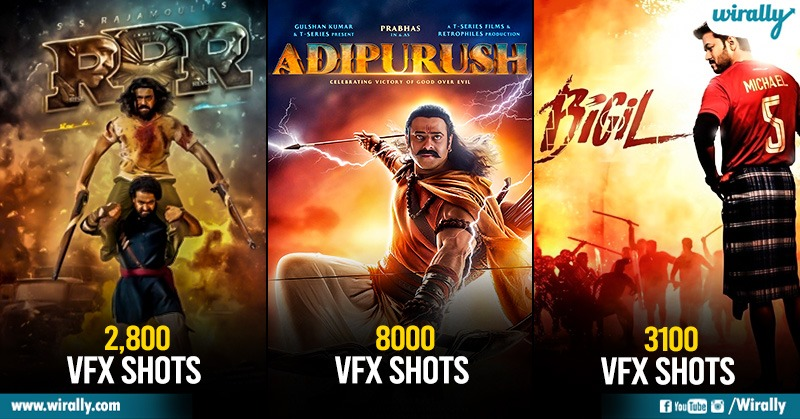 S S RAJAMOULI'S
RRR
2,800
VFX SHOTS
GULSHAN KUMAR
& T-SERIES PRESENT
PRABHAS
IN & AS
A T-SERIES FILMS &
RETROPHILES PRODUCTION
ADIPURUSH
CELEBRATING VICTORY OF GOOD OVER EVIL
8000
VFX SHOTS
wirally
BIGIL
MICHAEL
5
3100
VFX SHOTS
www.wirally.com
f You Tube /Wirally